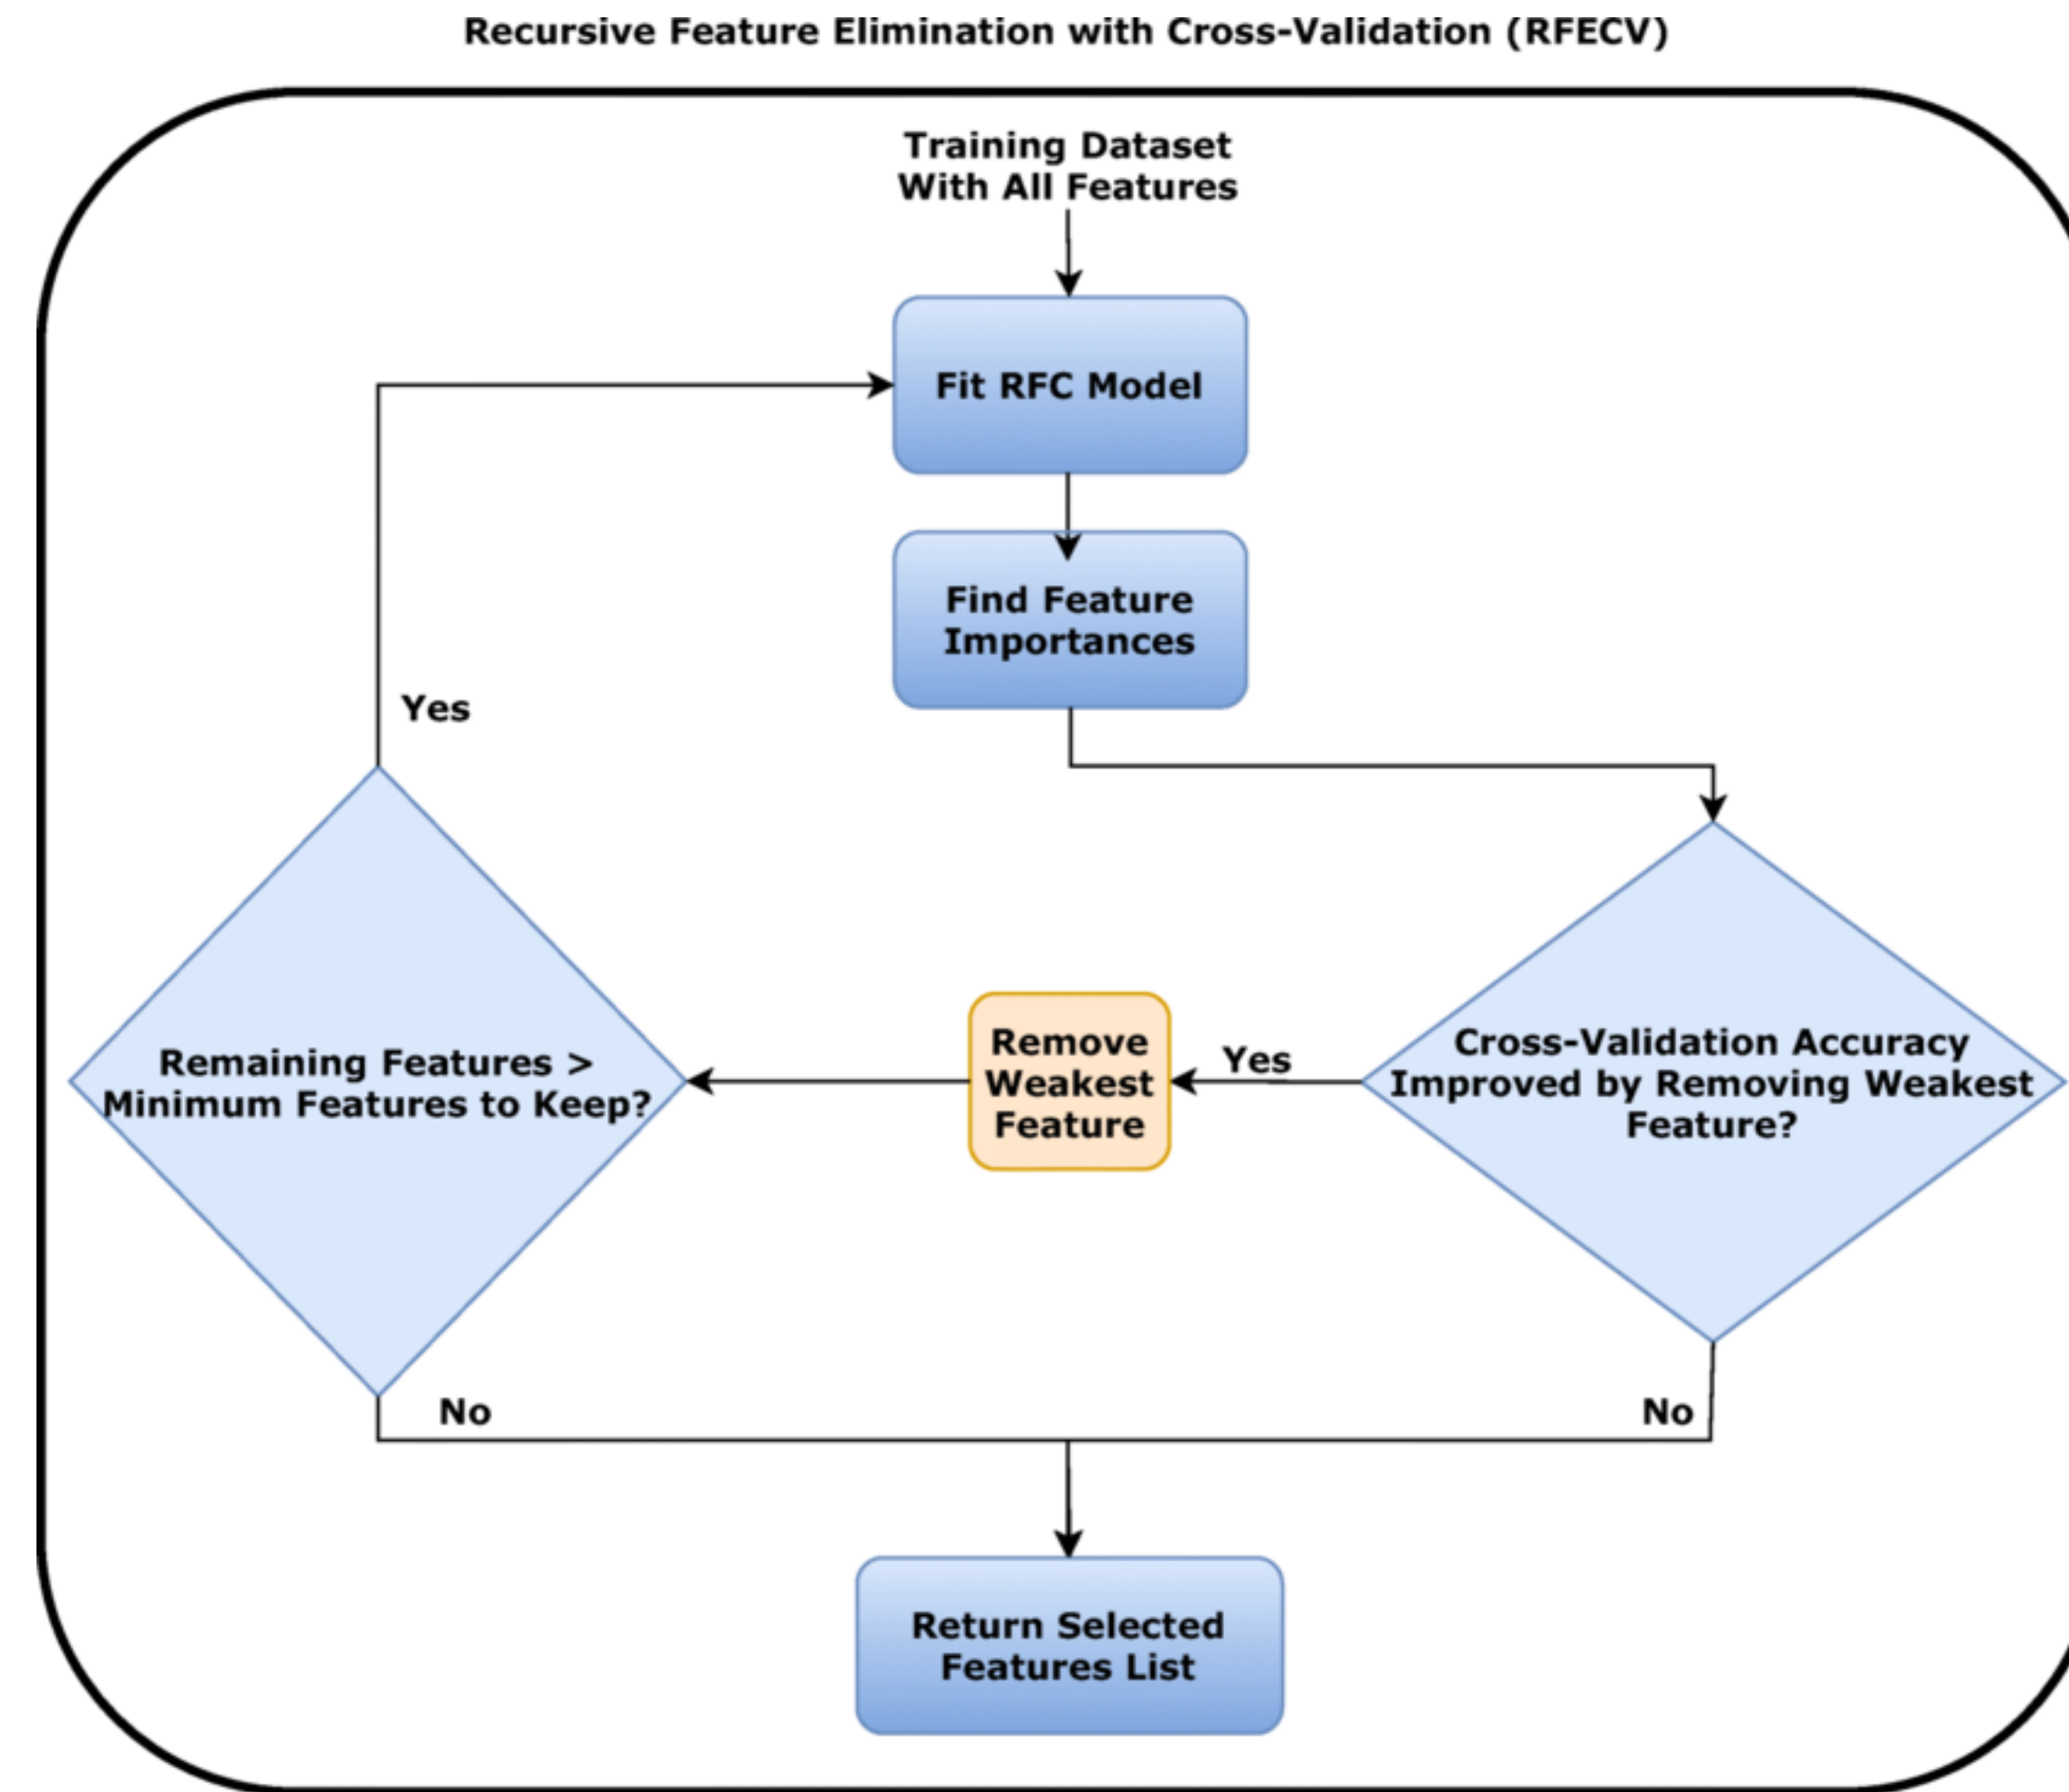 Recursive Feature Elimination with Cross-Validation (RFECV)
Training Dataset
With All Features
Fit RFC Model
Find Feature
Importances
Yes
Remaining Features >
Minimum Features to Keep?
Remove
Weakest
Feature
Yes
Cross-Validation Accuracy
Improved by Removing Weakest
Feature?
No
No
Return Selected
Features List